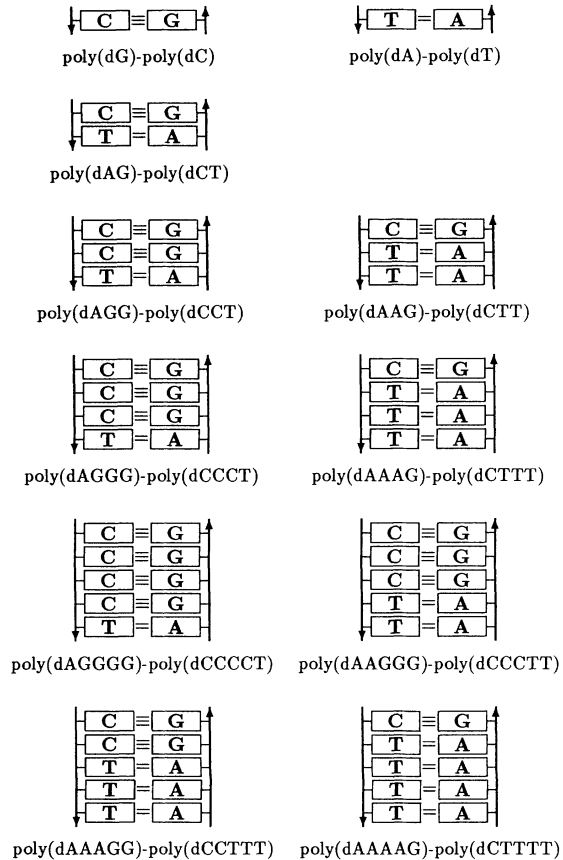 C ≡ G T = A
poly(dG)-poly(dC) poly(dA)-poly(dT)
C ≡ G
T = A
poly(dAG)-poly(dCT)
C ≡ G C ≡ G
C ≡ G T = A
T = A T = A
poly(dAGG)-poly(dCCT) poly(dAAG)-poly(dCTT)
C ≡ G C ≡ G
C ≡ G T = A
C ≡ G T = A
T = A T = A
poly(dAGGG)-poly(dCCCT) poly(dAAAG)-poly(dCTTT)
C ≡ G C ≡ G
C ≡ G C ≡ G
C ≡ G C ≡ G
C ≡ G T = A
T = A T = A
poly(dAGGGG)-poly(dCCCCT) poly(dAAGGG)-poly(dCCCTT)
C ≡ G C ≡ G
C ≡ G T = A
T = A T = A
T = A T = A
T = A T = A
poly(dAAAGG)-poly(dCCTTT) poly(dAAAAG)-poly(dCTTTT)